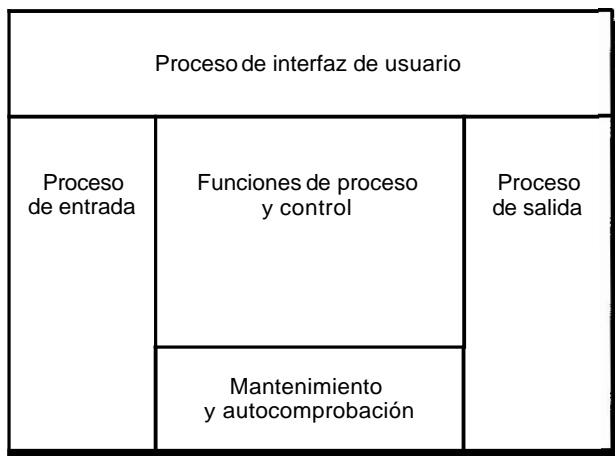 Proceso de interfaz de usuario
Proceso
de entrada
Funciones de proceso
y control
Proceso
de salida
Mantenimiento
y autocomprobación